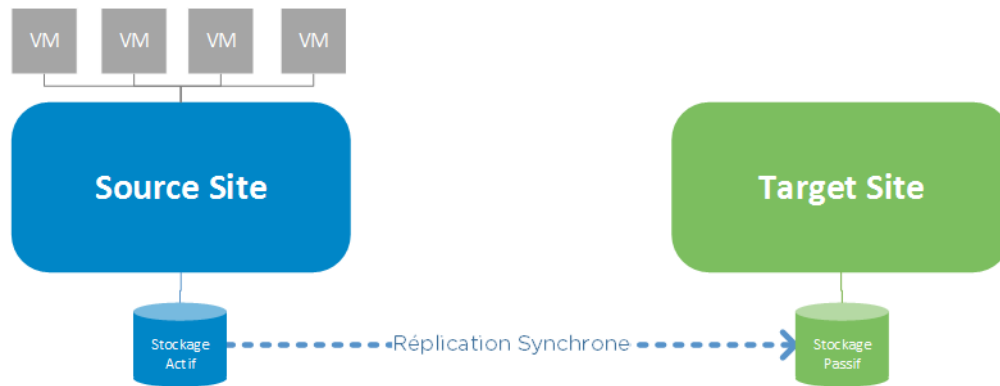 VM
VM
VM
VM
Source Site
Target Site
Stockage
Actif
Réplication Synchrone
Stockage
Passif